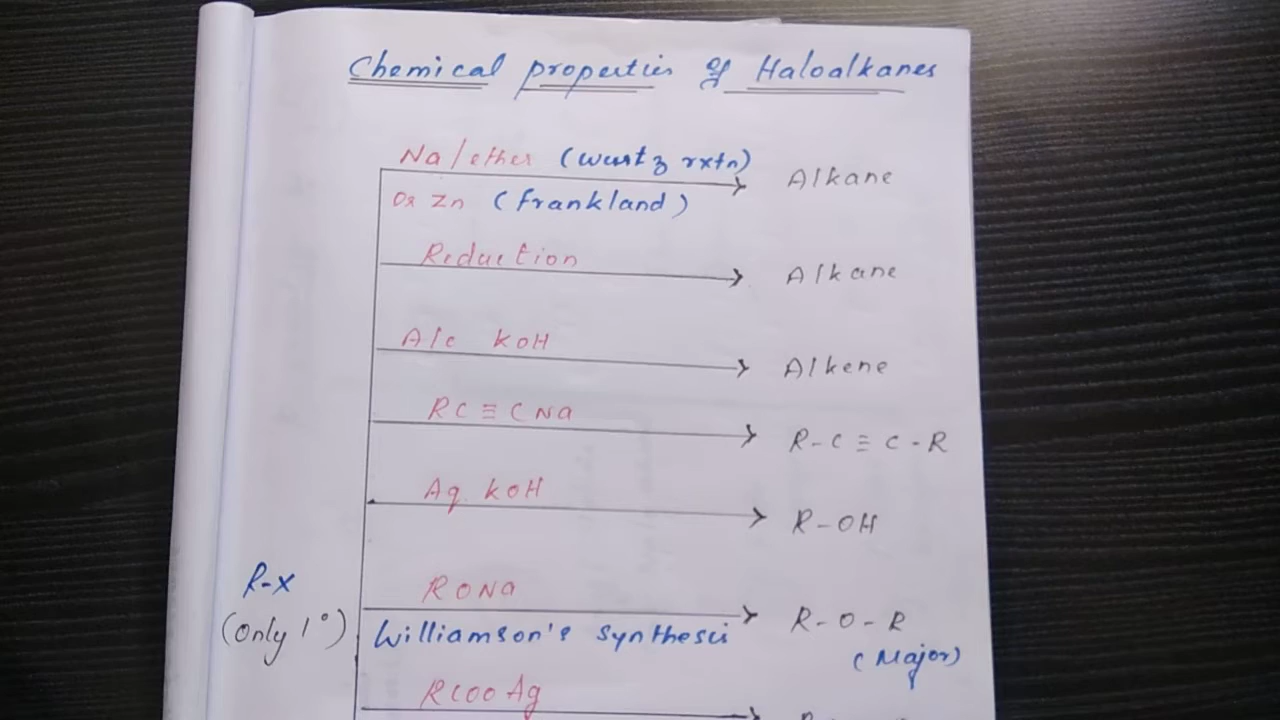 Chemical properties of Haloalkanes
Na/ether (wurtz rxtn)
Alkane
Or Zn (frankland)
Reduction
Alkane
Alc KOH
Alkene
RC≡CNa
R-C≡C-R
Aq. KOH
R-OH
R-X
(Only 1°)
RONa
R-O-R
Williamson's Synthesis
(Major)
RCOOAg